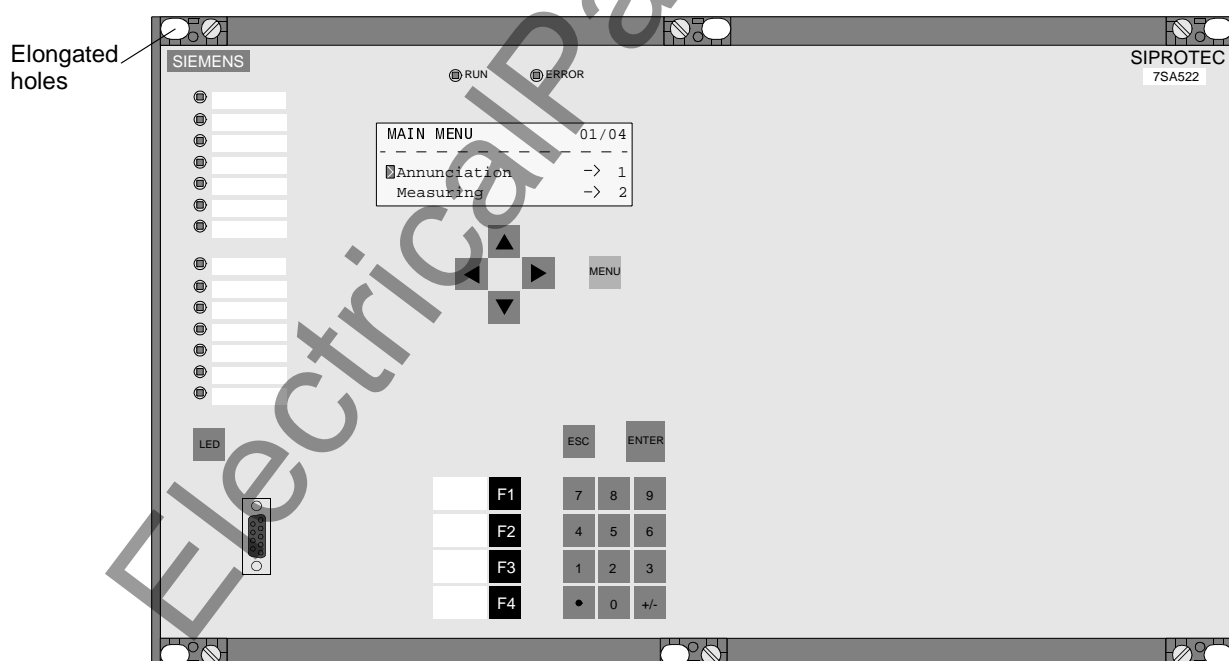 Elongated
holes
SIEMENS
RUN
ERROR
SIPROTEC
7SA522
MAIN MENU 01/04
Annunciation -> 1
Measuring -> 2
MENU
LED
ESC
ENTER
F1
7 8 9
F2
4 5 6
F3
1 2 3
F4
0 +/-
ElectricalPa